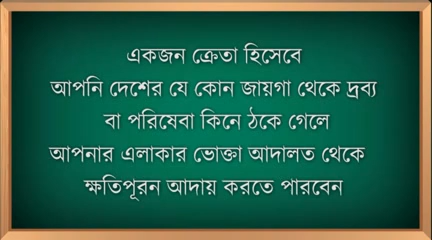 একজন ক্রেতা হিসেবে
আপনি দেশের যে কোন জায়গা থেকে দ্রব্য
বা পরিষেবা কিনে ঠকে গেলে
আপনার এলাকার ভোক্তা আদালত থেকে
ক্ষতিপূরন আদায় করতে পারবেন